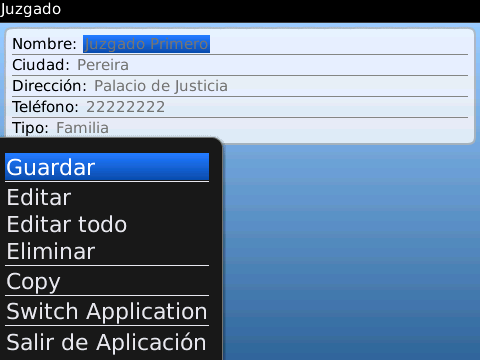 Juzgado
Nombre: Juzgado Primero
Ciudad: Pereira
Dirección: Palacio de Justicia
Teléfono: 22222222
Tipo: Familia
Guardar
Editar
Editar todo
Eliminar
Copy
Switch Application
Salir de Aplicación